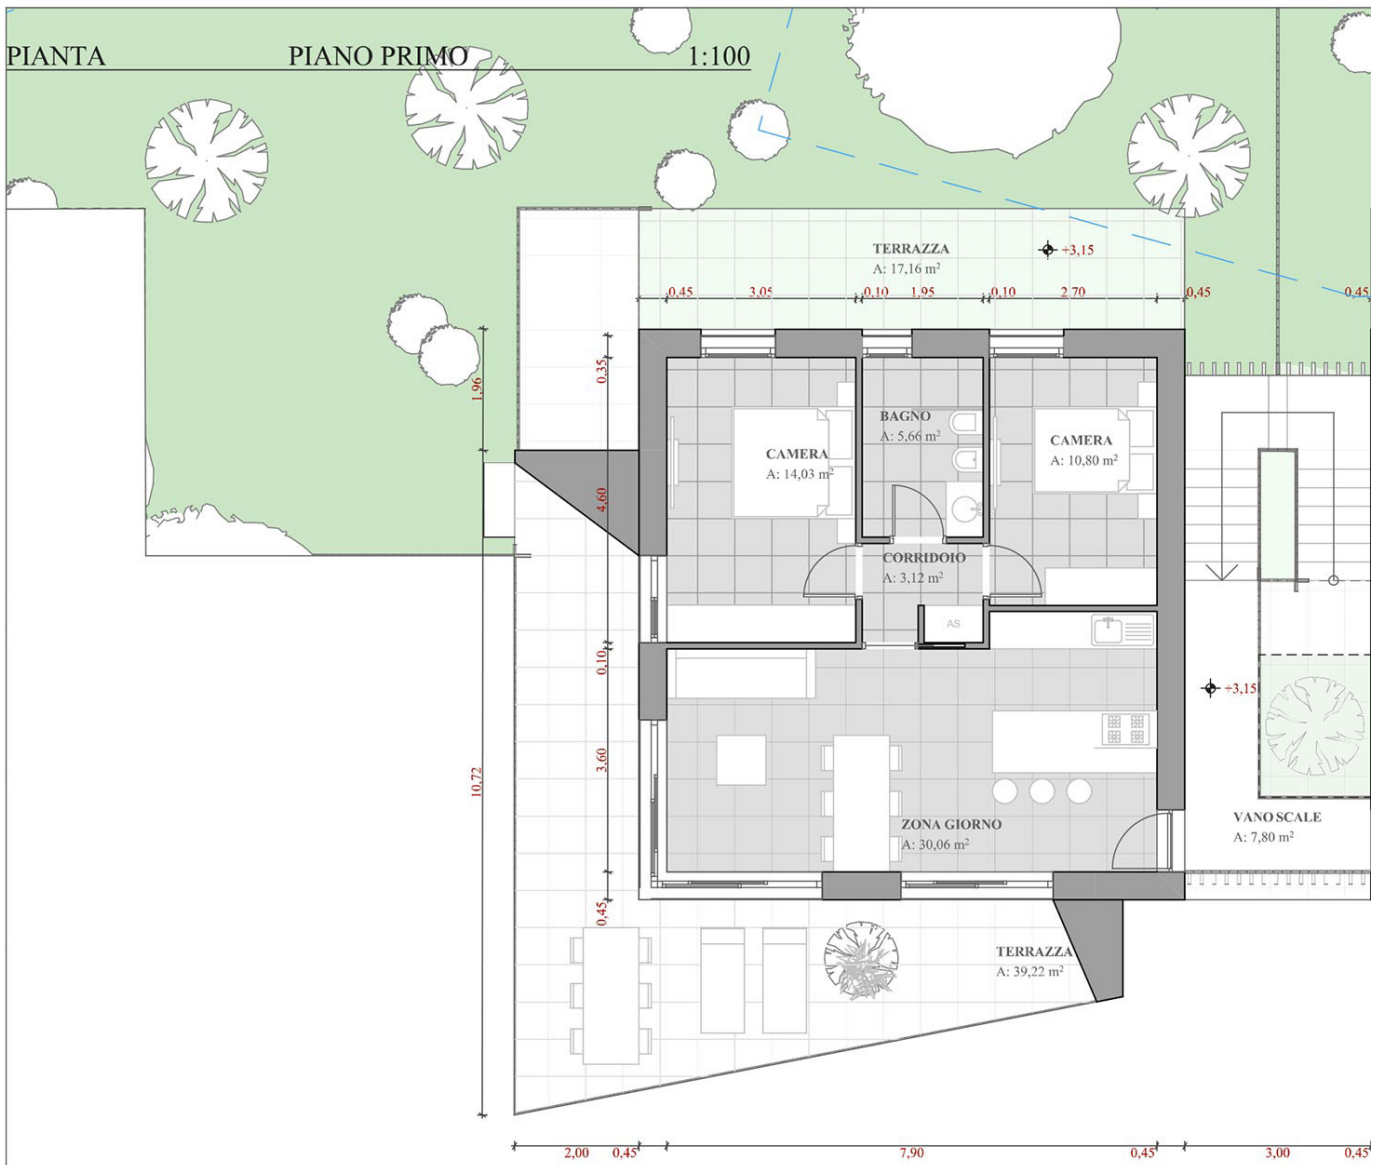 PIANTA PIANO PRIMO 1:100
TERRAZZA
A: 17,16 m²
+3,15
0,45 3,05 0,10 1,95 0,10 2,70 0,45 0,45
1,96
0,35
BAGNO
A: 5,66 m²
CAMERA
A: 10,80 m²
CAMERA
A: 14,03 m²
4,60
CORRIDOIO
A: 3,12 m²
AS
0,10
+3,15
3,60
10,72
VANO SCALE
A: 7,80 m²
ZONA GIORNO
A: 30,06 m²
0,45
TERRAZZA
A: 39,22 m²
2,00 0,45 7,90 0,45 3,00 0,45